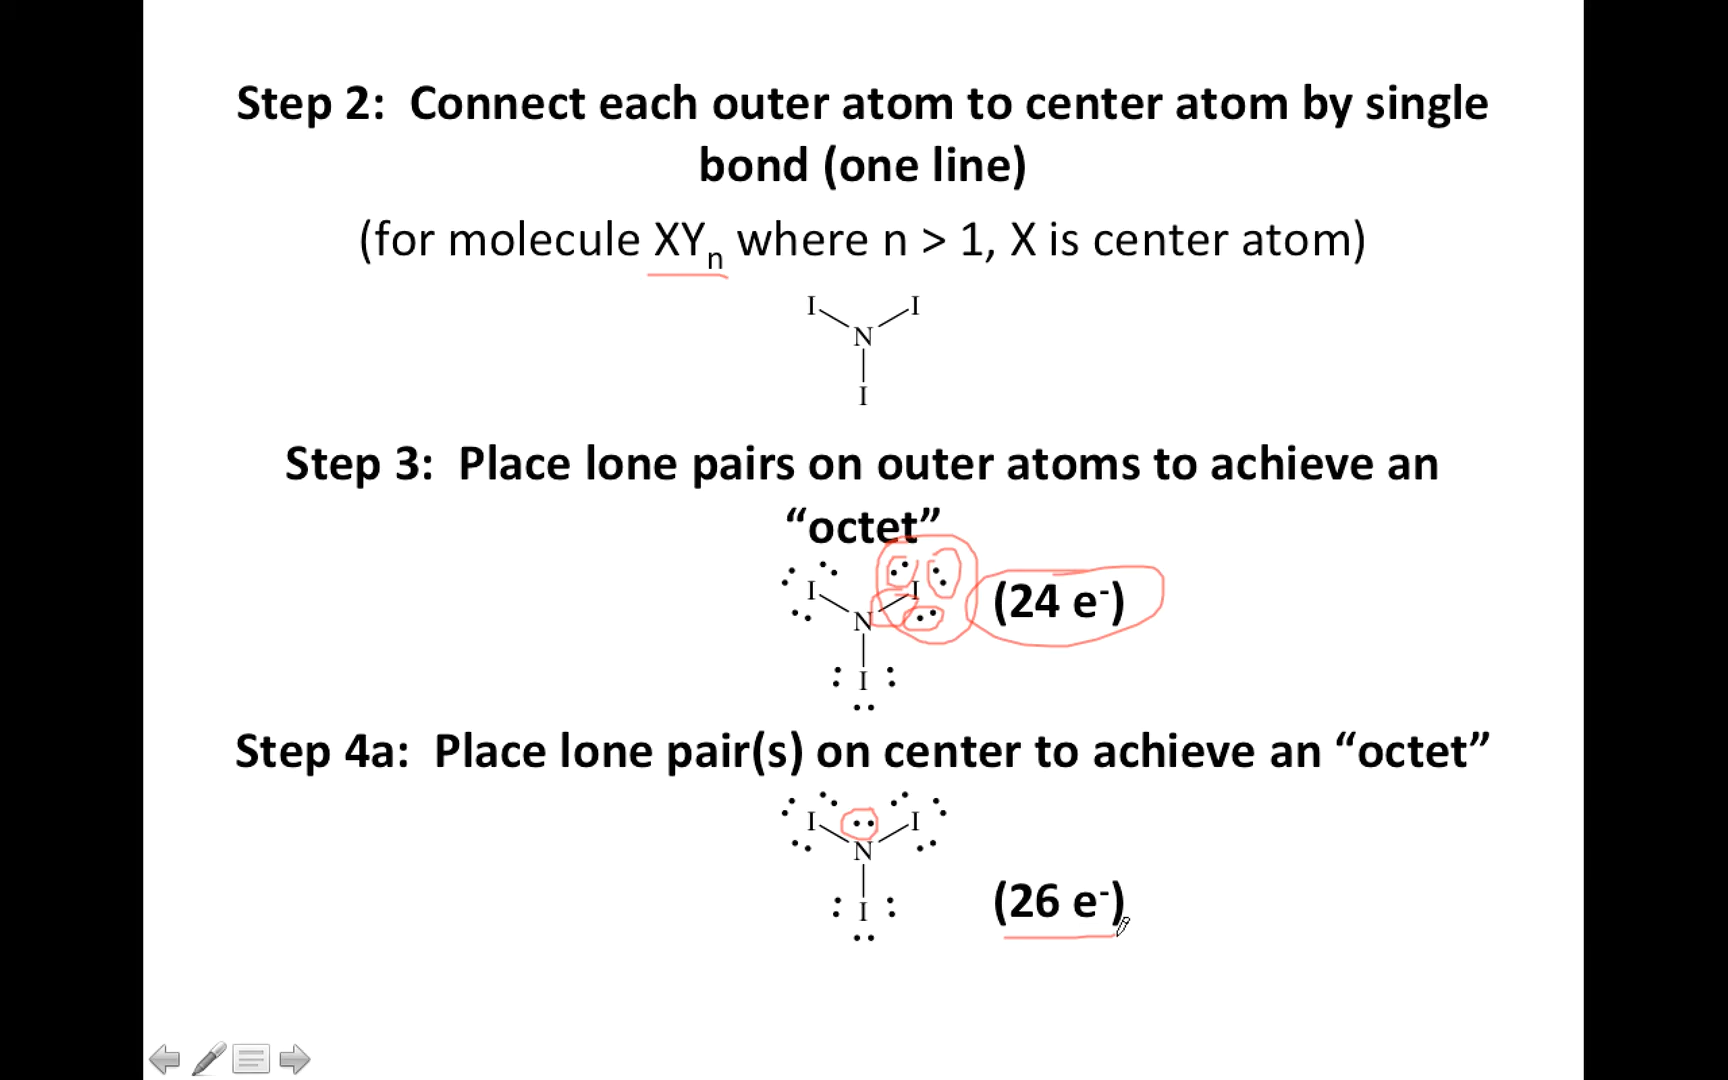 Step 2:  Connect each outer atom to center atom by single
bond (one line)
(for molecule XYₙ where n > 1, X is center atom)
I I
N
I
Step 3:  Place lone pairs on outer atoms to achieve an
“octet”
I I
N
(24 e⁻)
I
Step 4a:  Place lone pair(s) on center to achieve an “octet”
I I
N
I
(26 e⁻)